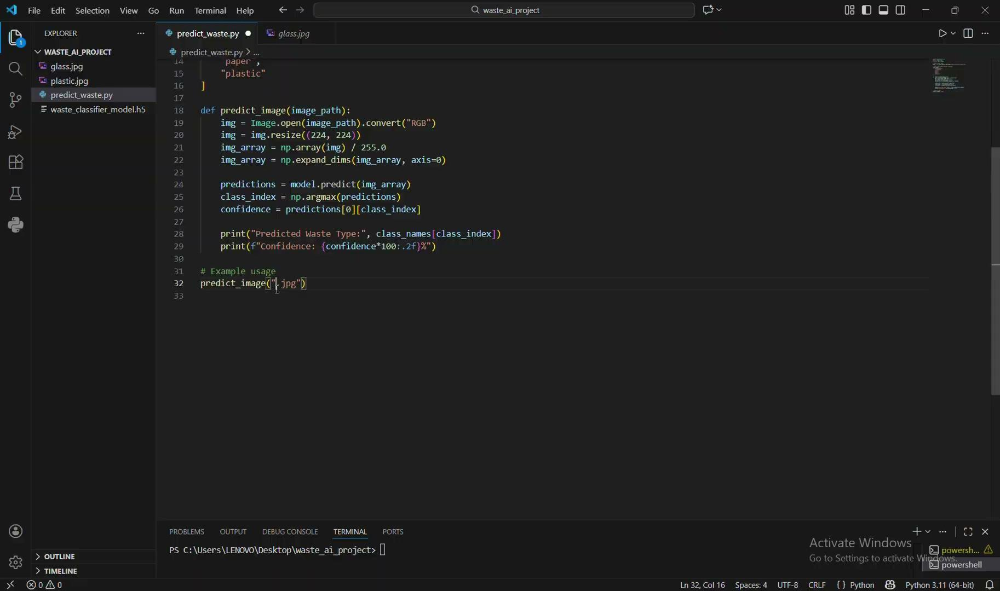 File Edit Selection View Go Run Terminal Help
waste_ai_project
EXPLORER
WASTE_AI_PROJECT
glass.jpg
plastic.jpg
predict_waste.py
waste_classifier_model.h5
OUTLINE
TIMELINE
1
predict_waste.py
glass.jpg
predict_waste.py > ...
14 "paper",
15 "plastic"
16 ]
17
18 def predict_image(image_path):
19 img = Image.open(image_path).convert("RGB")
20 img = img.resize((224, 224))
21 img_array = np.array(img) / 255.0
22 img_array = np.expand_dims(img_array, axis=0)
23
24 predictions = model.predict(img_array)
25 class_index = np.argmax(predictions)
26 confidence = predictions[0][class_index]
27
28 print("Predicted Waste Type:", class_names[class_index])
29 print(f"Confidence: {confidence*100:.2f}%")
30
31 # Example usage
32 predict_image(".jpg")
33
PROBLEMS OUTPUT DEBUG CONSOLE TERMINAL PORTS
PS C:\Users\LENOVO\Desktop\waste_ai_project>
Activate Windows
Go to Settings to activate Windows.
powersh...
powershell
0 0
Ln 32, Col 16 Spaces: 4 UTF-8 CRLF { } Python Python 3.11 (64-bit)